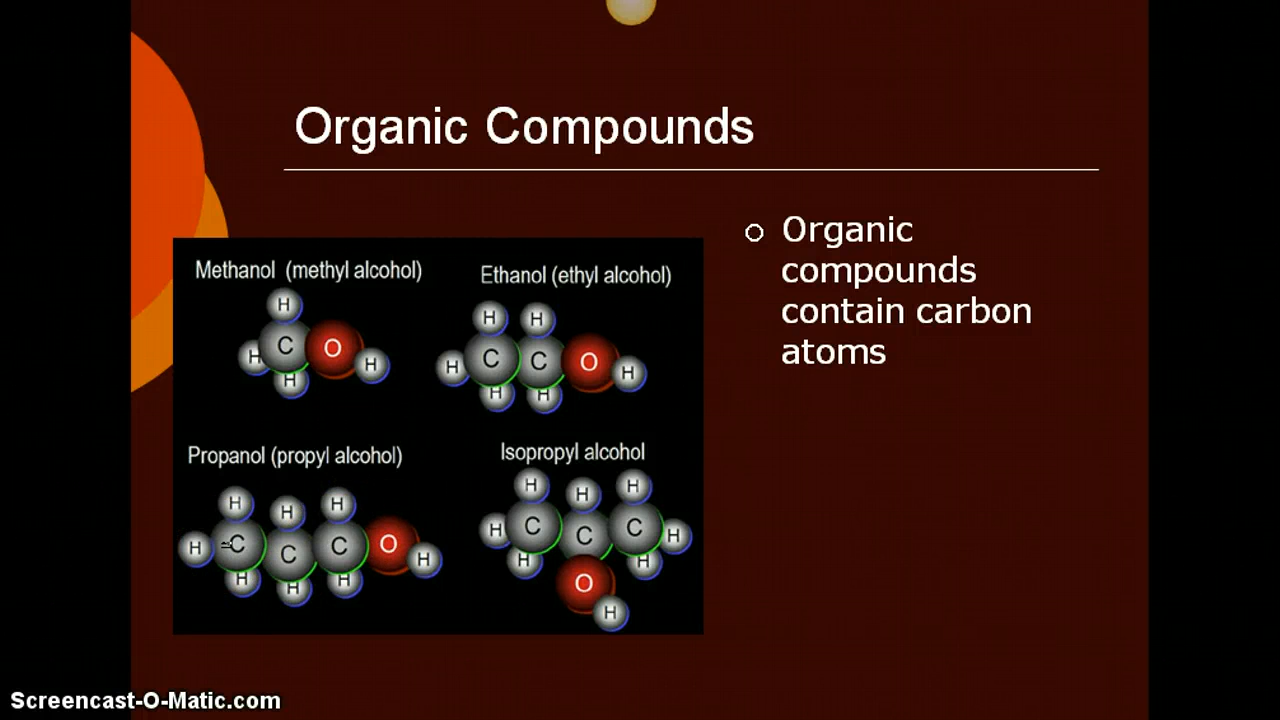 Organic Compounds
Organic
compounds
contain carbon
atoms
Methanol (methyl alcohol)
H
C
O
H
H
H
Ethanol (ethyl alcohol)
H
H
H
C
C
O
H
H
H
Propanol (propyl alcohol)
H
H
H
H
C
C
C
O
H
H
H
H
Isopropyl alcohol
H
H
H
H
C
C
C
H
H
H
O
H
Screencast-O-Matic.com